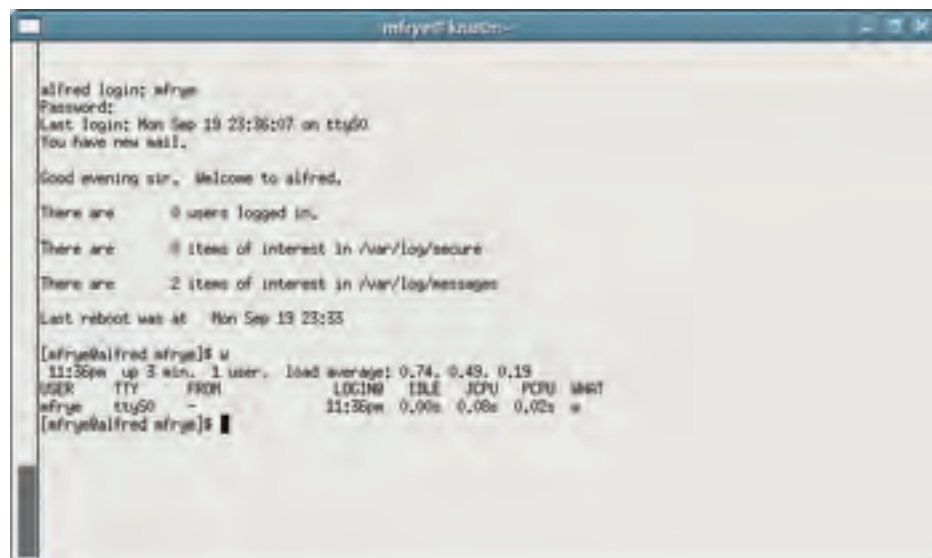 alfred login: mfrye
Password:
Last login: Mon Sep 19 23:36:07 on ttyS0
You have new mail.
Good evening sir. Welcome to alfred.
There are 0 users logged in.
There are 0 items of interest in /var/log/secure
There are 2 items of interest in /var/log/messages
Last reboot was at Mon Sep 19 23:33
[mfrye@alfred mfrye]$ w
11:36pm up 3 min, 1 user, load average: 0.74, 0.49, 0.19
USER TTY FROM LOGIN@ IDLE JCPU PCPU WHAT
mfrye ttyS0 - 11:36pm 0.00s 0.08s 0.02s w
[mfrye@alfred mfrye]$